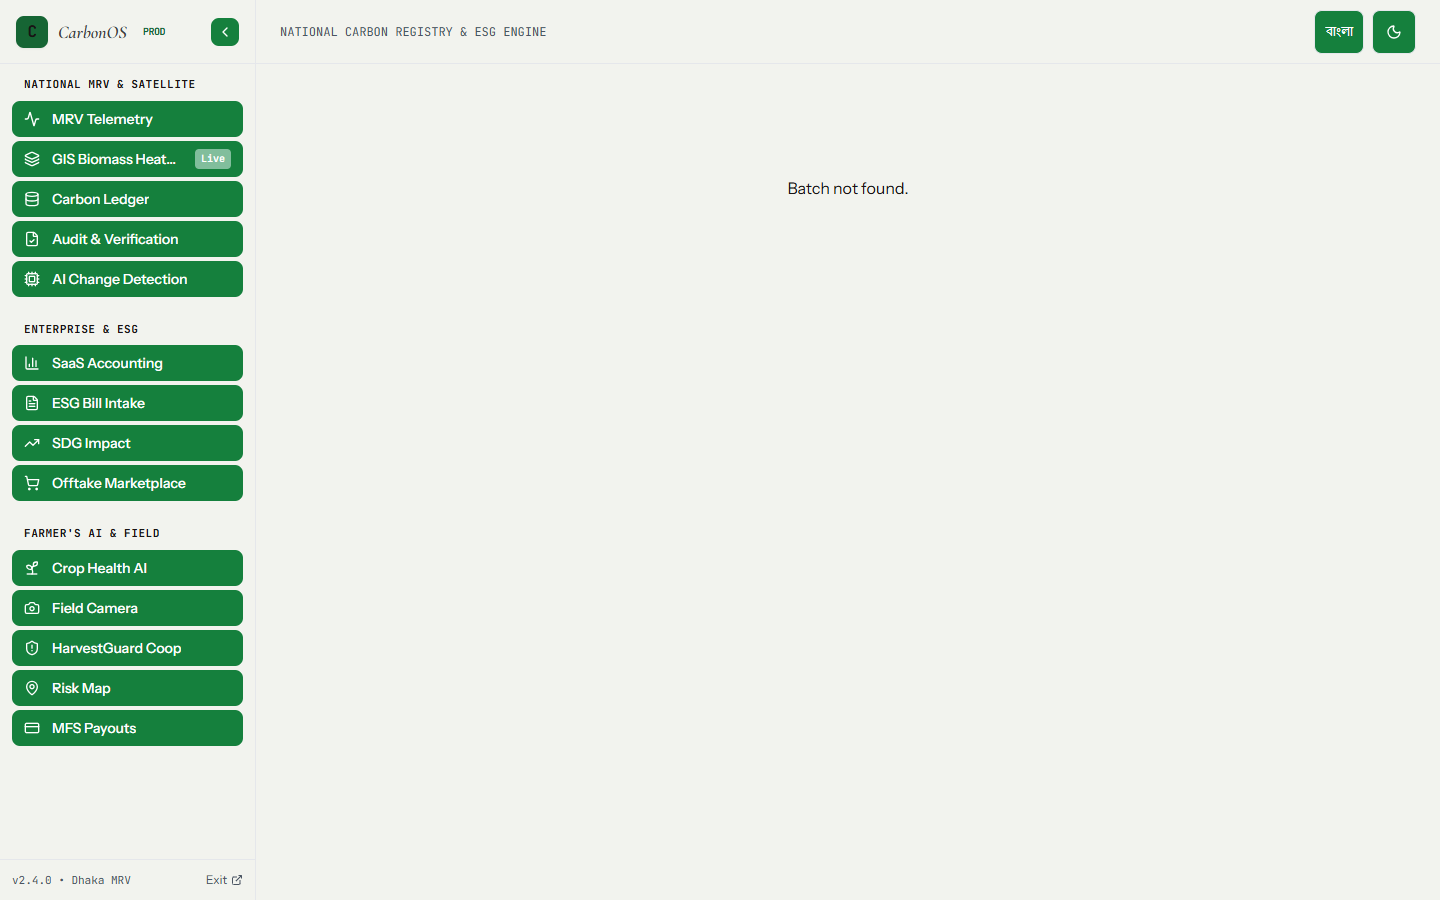 C CarbonOS PROD
NATIONAL CARBON REGISTRY & ESG ENGINE
বাংলা
NATIONAL MRV & SATELLITE
MRV Telemetry
GIS Biomass Heat... Live
Carbon Ledger
Audit & Verification
AI Change Detection
ENTERPRISE & ESG
SaaS Accounting
ESG Bill Intake
SDG Impact
Offtake Marketplace
FARMER'S AI & FIELD
Crop Health AI
Field Camera
HarvestGuard Coop
Risk Map
MFS Payouts
v2.4.0 • Dhaka MRV
Exit
Batch not found.